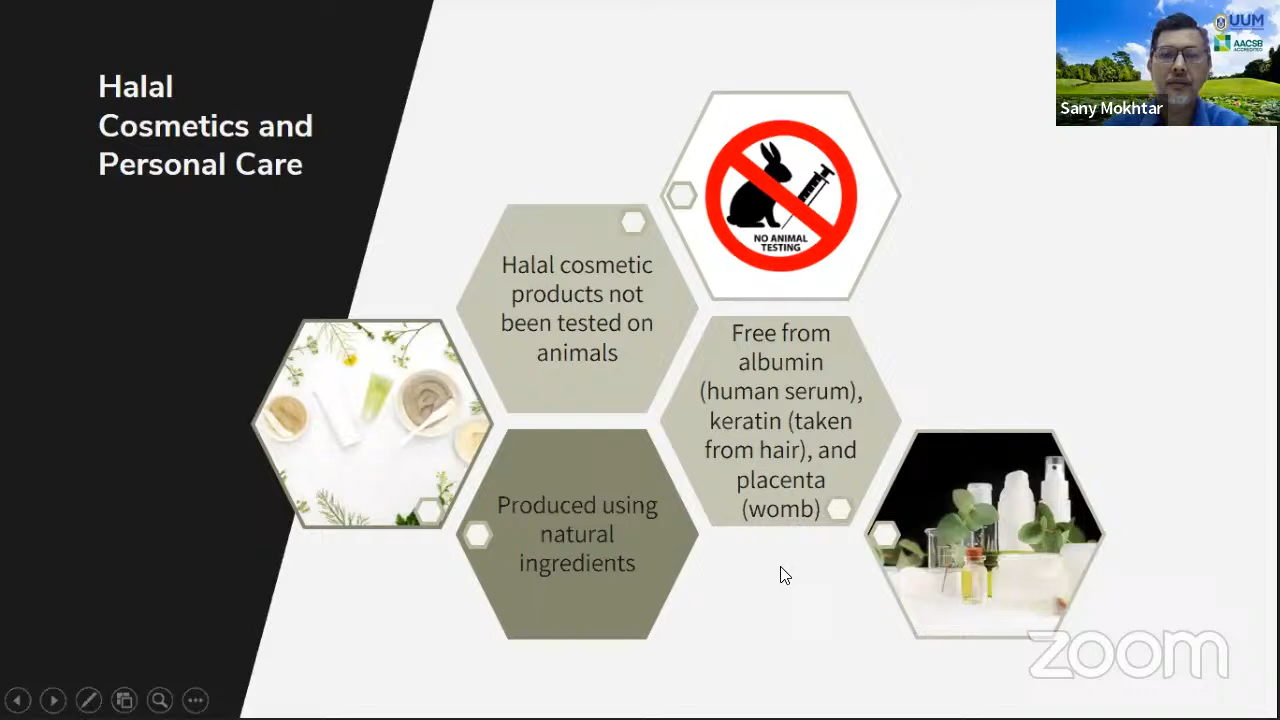 Halal
Cosmetics and
Personal Care
UUM
AACSB
ACCREDITED
Sany Mokhtar
NO ANIMAL
TESTING
Halal cosmetic
products not
been tested on
animals
Free from
albumin
(human serum),
keratin (taken
from hair), and
placenta
(womb)
Produced using
natural
ingredients
zoom